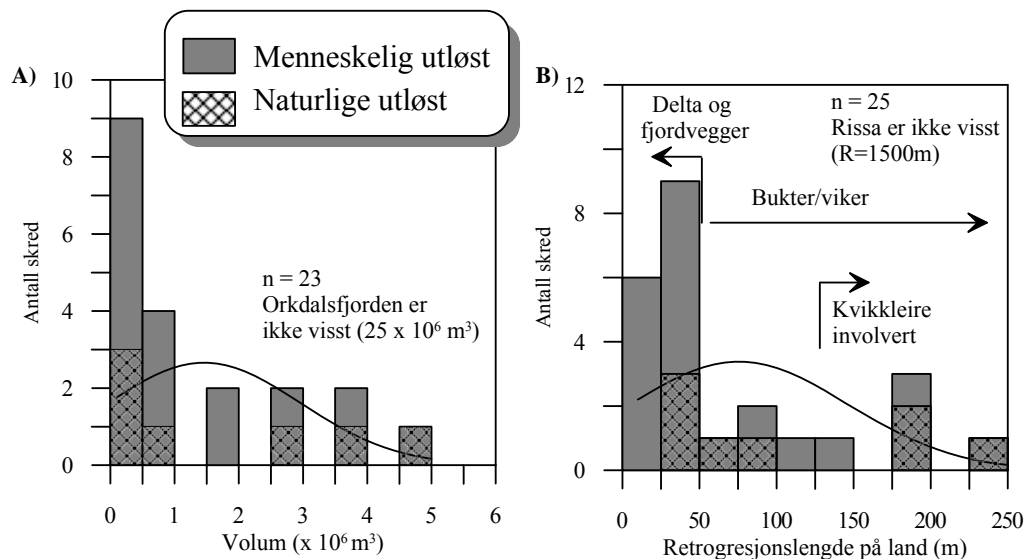 Menneskelig utløst
Naturlige utløst
A)
10
8
6
4
2
0
Antall skred
n = 23
Orkdalsfjorden er
ikke visst (25 x 10⁶ m³)
0 1 2 3 4 5 6
Volum (x 10⁶ m³)
B)
12
8
4
0
Antall skred
Delta og
fjordvegger
n = 25
Rissa er ikke visst
(R=1500m)
Bukter/viker
Kvikkleire
involvert
0 50 100 150 200 250
Retrogresjonslengde på land (m)